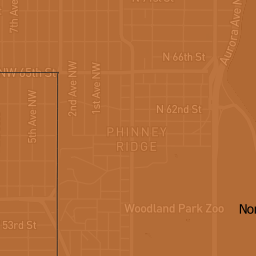 7th Ave NW
N 66th St
Aurora Ave N
NW 65th St
5th Ave NW
2nd Ave NW
1st Ave NW
N 62nd St
PHINNEY
RIDGE
Woodland Park Zoo
53rd St